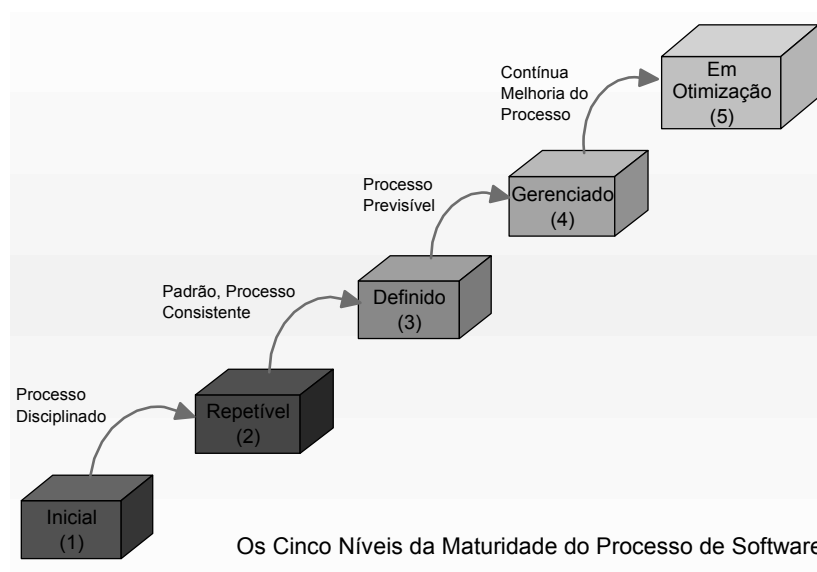 Em
Otimização
(5)
Contínua
Melhoria do
Processo
Gerenciado
(4)
Processo
Previsível
Definido
(3)
Padrão, Processo
Consistente
Repetível
(2)
Processo
Disciplinado
Inicial
(1)
Os Cinco Níveis da Maturidade do Processo de Software